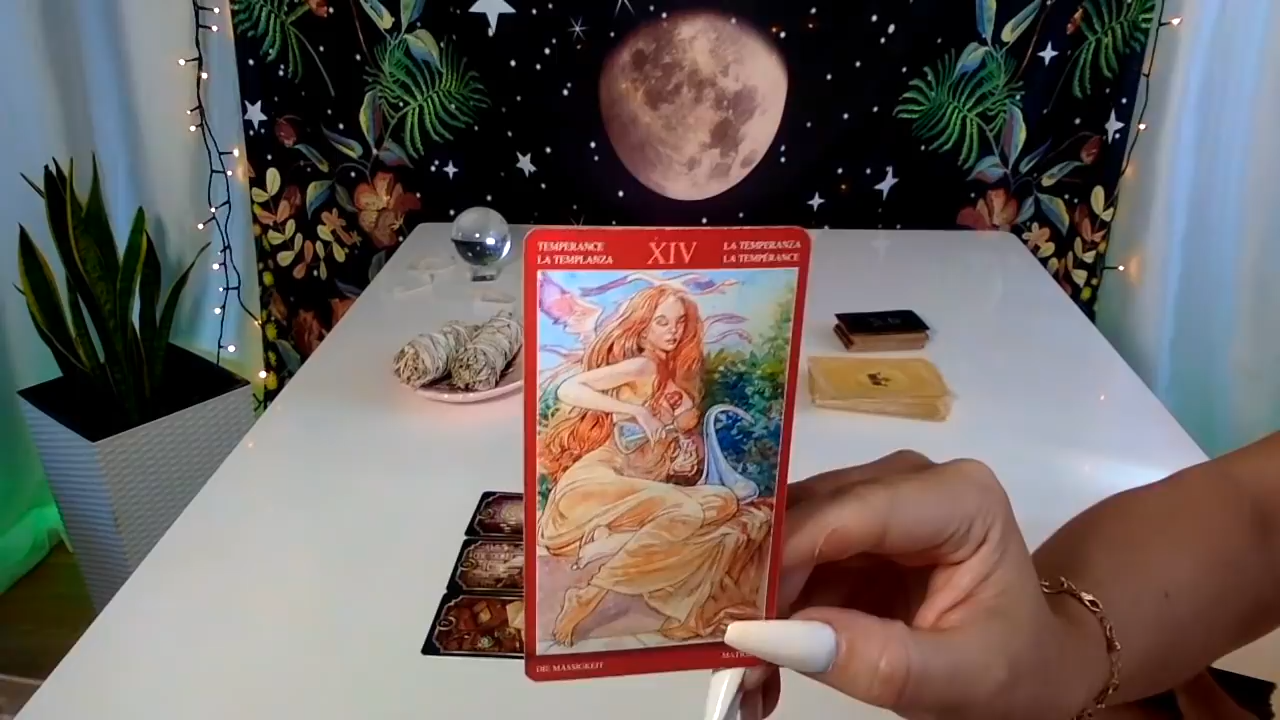 TEMPERANCE
LA TEMPLANZA
XIV
LA TEMPERANZA
LA TEMPÉRANCE
DIE MÄSSIGKEIT